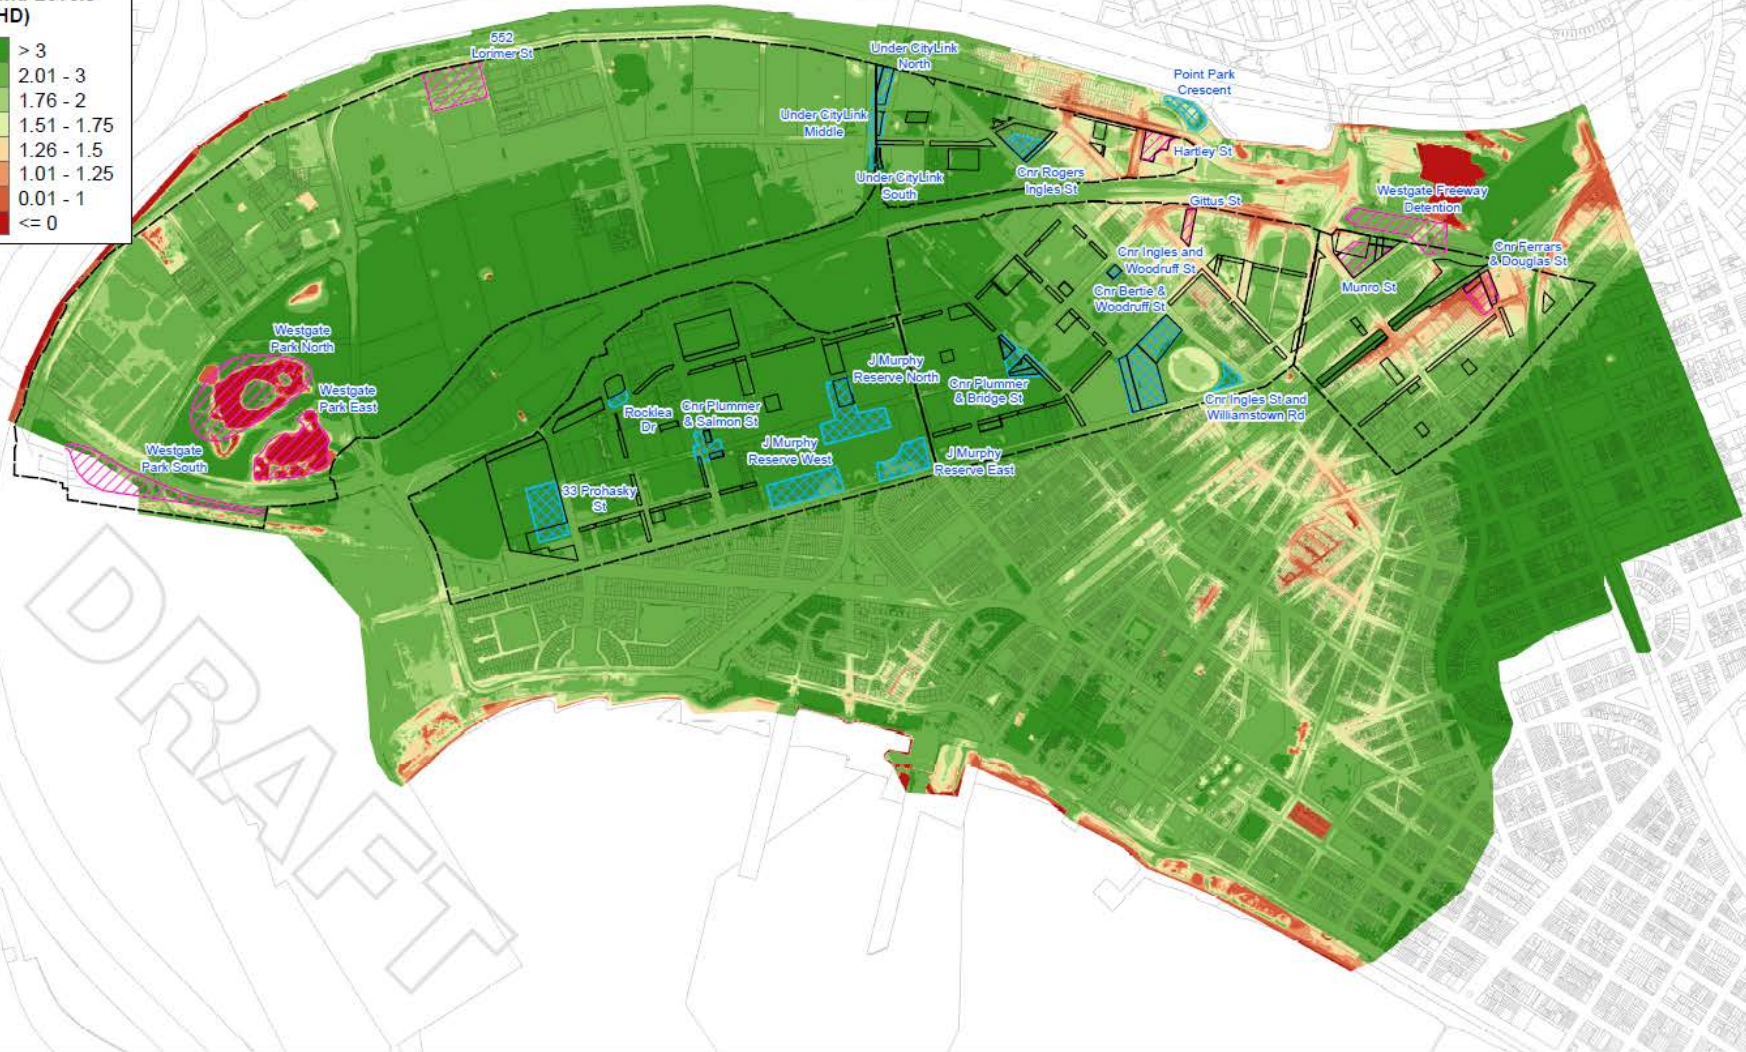 HD)
> 3
2.01 - 3
1.76 - 2
1.51 - 1.75
1.26 - 1.5
1.01 - 1.25
0.01 - 1
<= 0
552
Lorimer St
Under CityLink
North
Point Park
Crescent
Under CityLink
Middle
Hartley St
Under CityLink
South
Cnr Rogers
Ingles St
Gittus St
Westgate Freeway
Detention
Cnr Ingles and
Woodruff St
Cnr Ferrars
& Douglas St
Munro St
Cnr Bertie &
Woodruff St
Westgate
Park North
Westgate
Park East
J Murphy
Reserve North
Cnr Plummer
& Bridge St
Rocklea
Dr
Cnr Plummer
& Salmon St
Cnr Ingles St and
Williamstown Rd
J Murphy
Reserve West
J Murphy
Reserve East
Westgate
Park South
33 Prohasky
St
DRAFT